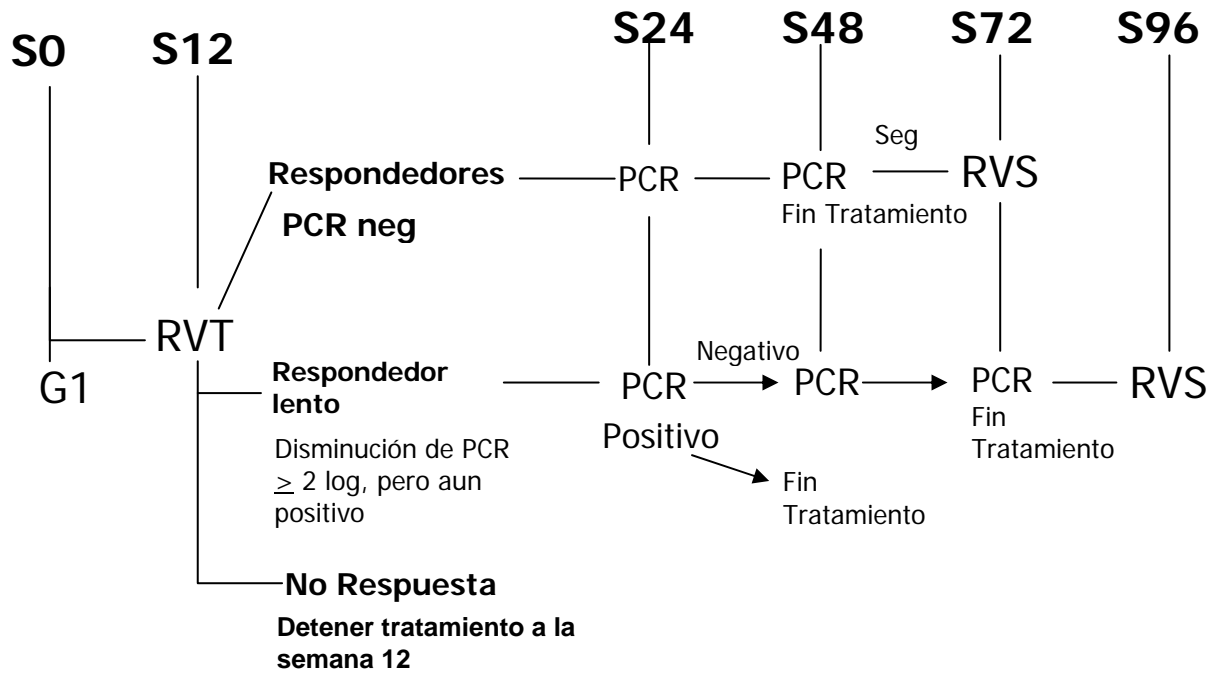 S0 S12 S24 S48 S72 S96
Seg
Respondedores PCR PCR RVS
Fin Tratamiento
PCR neg
RVT
G1
Respondedor
lento
Negativo
PCR PCR PCR RVS
Positivo
Fin
Tratamiento
Disminución de PCR
> 2 log, pero aun
positivo
Fin
Tratamiento
No Respuesta
Detener tratamiento a la
semana 12